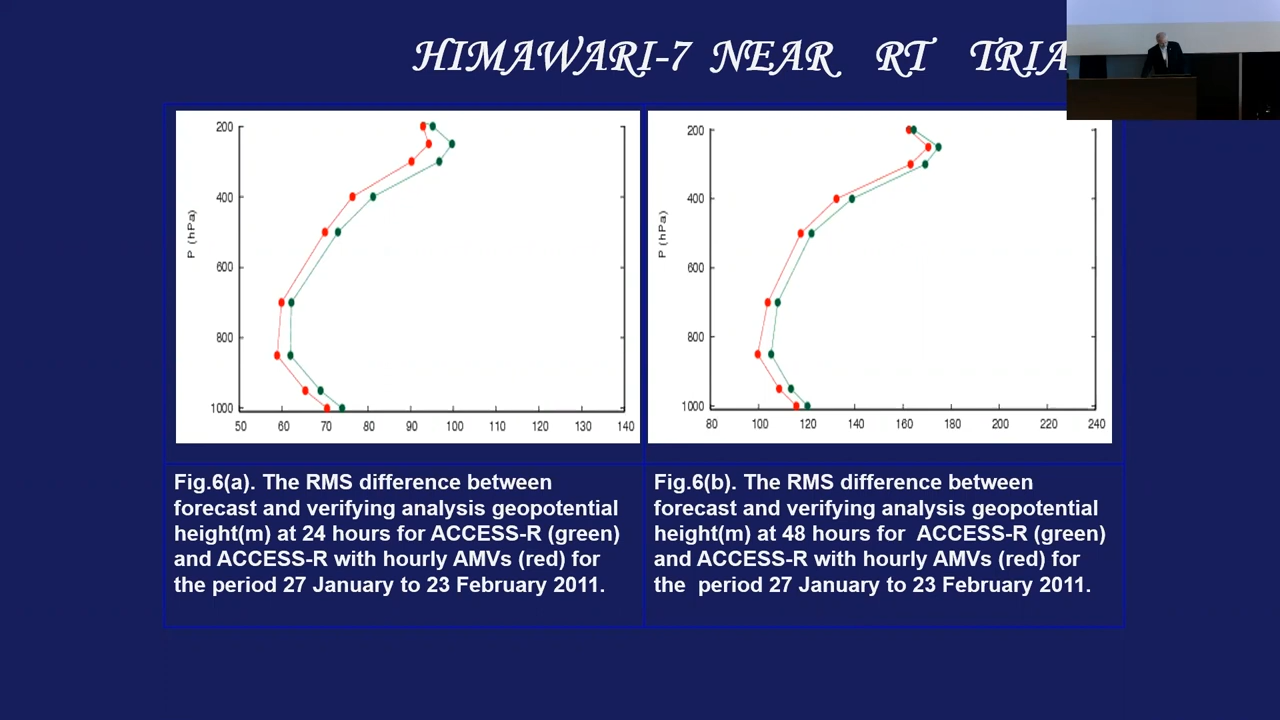 HIMAWARI-7 NEAR RT TRIA
200
400
600
800
1000
P (hPa)
50 60 70 80 90 100 110 120 130 140
200
400
600
800
1000
P (hPa)
80 100 120 140 160 180 200 220 240
Fig.6(a). The RMS difference between
forecast and verifying analysis geopotential
height(m) at 24 hours for ACCESS-R (green)
and ACCESS-R with hourly AMVs (red) for
the period 27 January to 23 February 2011.
Fig.6(b). The RMS difference between
forecast and verifying analysis geopotential
height(m) at 48 hours for ACCESS-R (green)
and ACCESS-R with hourly AMVs (red) for
the period 27 January to 23 February 2011.